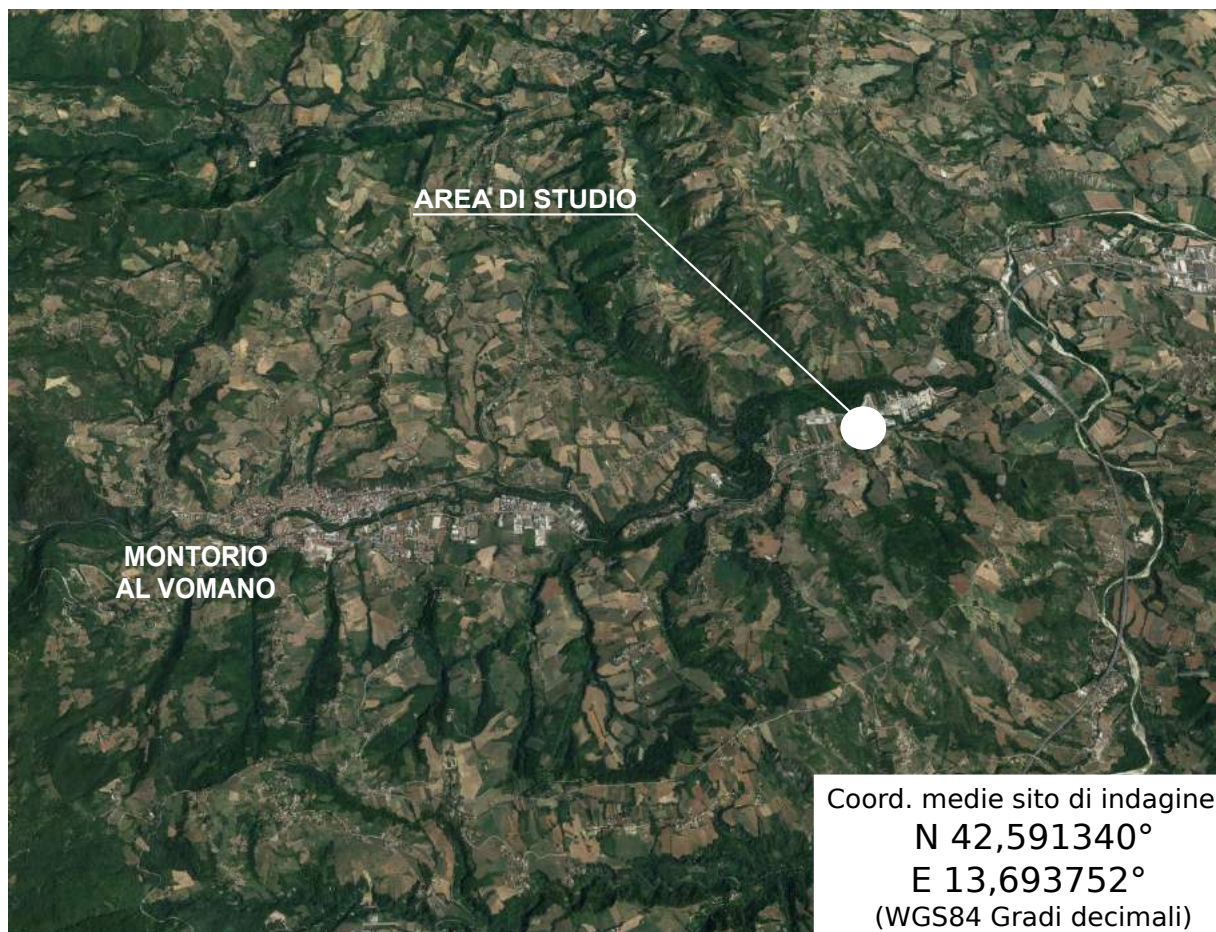 AREA DI STUDIO
MONTORIO
AL VOMANO
Coord. medie sito di indagine
N 42,591340°
E 13,693752°
(WGS84 Gradi decimali)